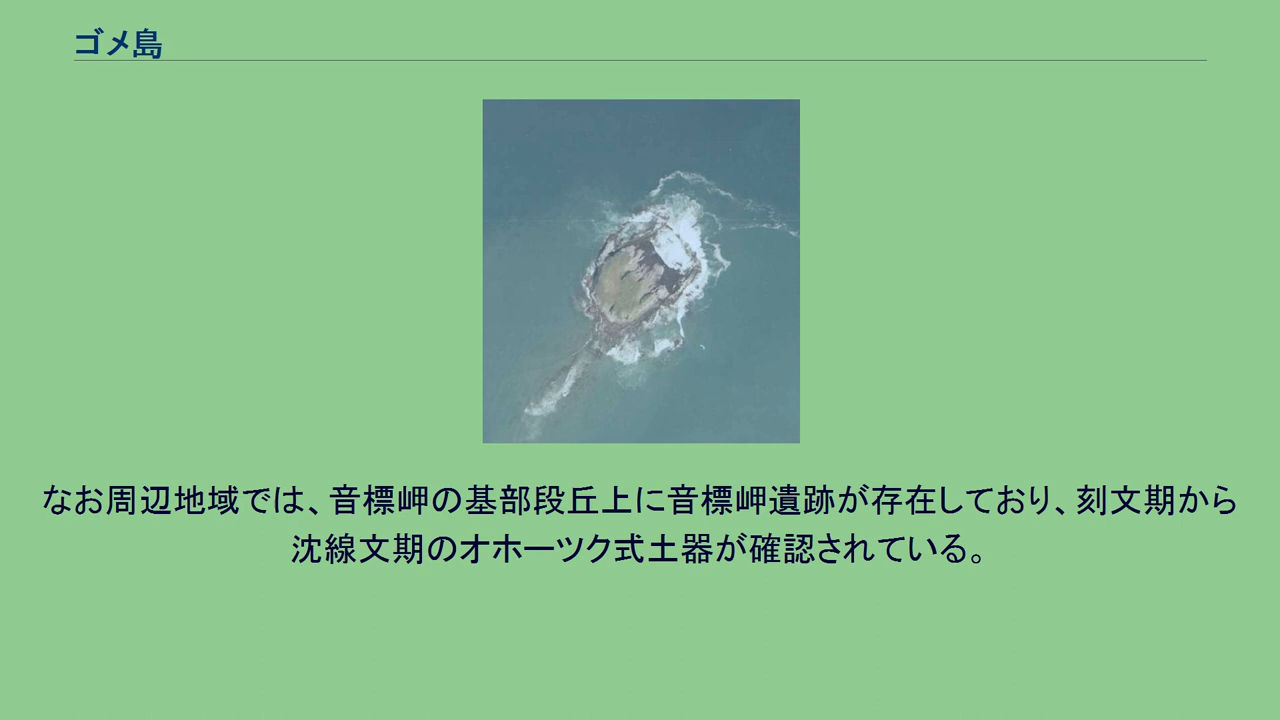 ゴメ島
なお周辺地域では、音標岬の基部段丘上に音標岬遺跡が存在しており、刻文期から
沈線文期のオホーツク式土器が確認されている。